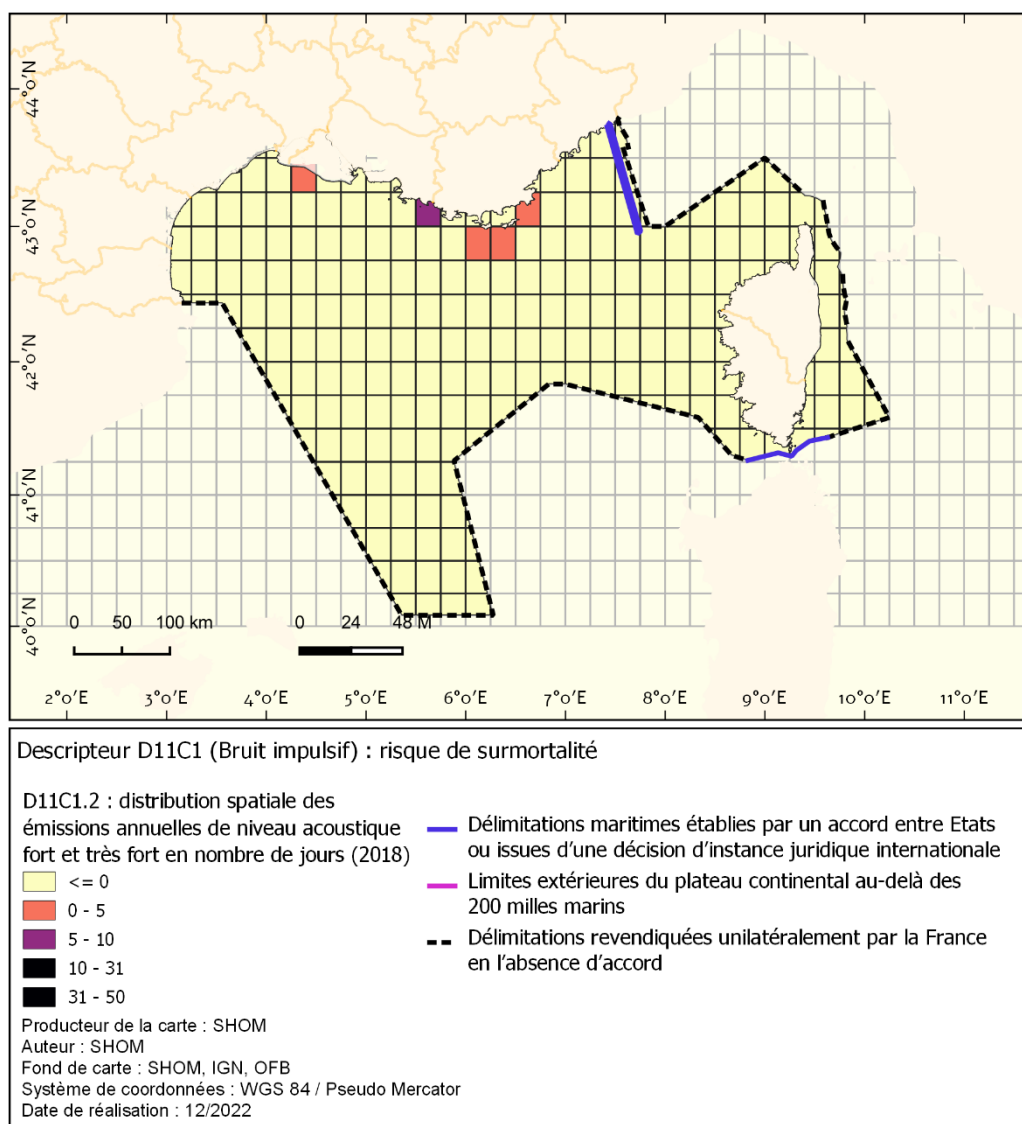 44°0'N
43°0'N
42°0'N
41°0'N
40°0'N
0 50 100 km
0 24 48 M
2°0'E 3°0'E 4°0'E 5°0'E 6°0'E 7°0'E 8°0'E 9°0'E 10°0'E 11°0'E
Descripteur D11C1 (Bruit impulsif) : risque de surmortalité
D11C1.2 : distribution spatiale des
émissions annuelles de niveau acoustique
fort et très fort en nombre de jours (2018)
<= 0
0 - 5
5 - 10
10 - 31
31 - 50
Délimitations maritimes établies par un accord entre Etats
ou issues d'une décision d'instance juridique internationale
Limites extérieures du plateau continental au-delà des
200 milles marins
Délimitations revendiquées unilatéralement par la France
en l'absence d'accord
Producteur de la carte : SHOM
Auteur : SHOM
Fond de carte : SHOM, IGN, OFB
Système de coordonnées : WGS 84 / Pseudo Mercator
Date de réalisation : 12/2022